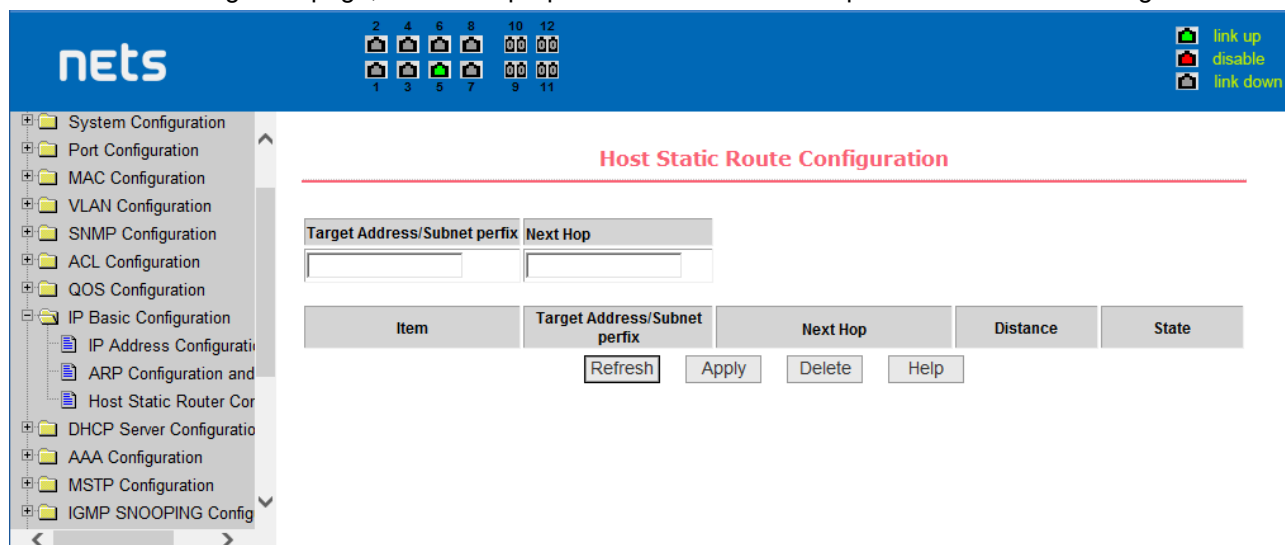 2 4 6 8 10 12
1 3 5 7 9 11
nets
link up
disable
link down
System Configuration
Port Configuration
MAC Configuration
VLAN Configuration
SNMP Configuration
ACL Configuration
QOS Configuration
IP Basic Configuration
IP Address Configurati
ARP Configuration and
Host Static Router Cor
DHCP Server Configuratio
AAA Configuration
MSTP Configuration
IGMP SNOOPING Config
Host Static Route Configuration
Target Address/Subnet perfix Next Hop
Item Target Address/Subnet perfix Next Hop Distance State
Refresh Apply Delete Help